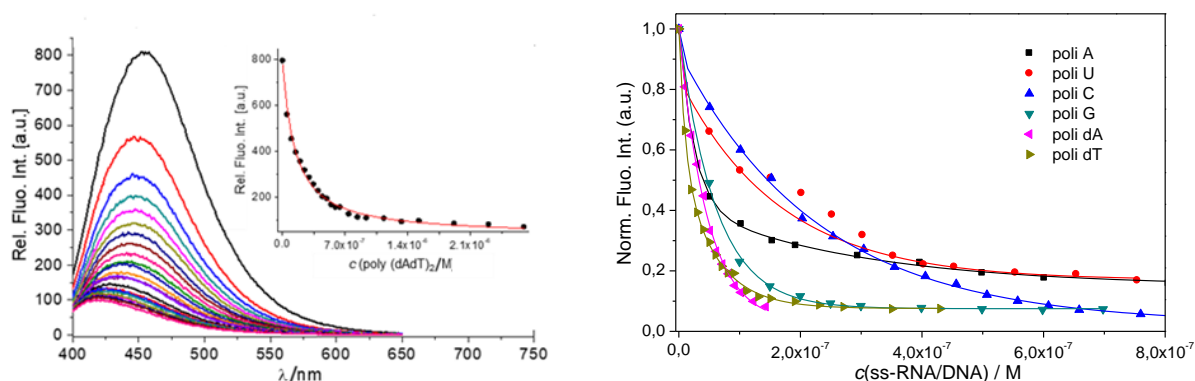 800
700
600
500
400
300
200
100
0
400 450 500 550 600 650 700 750
Rel. Fluo. Int. [a.u.]
λ/nm
800
600
400
200
0.0 7.0x10⁻⁷ 1.4x10⁻⁶ 2.1x10⁻⁶
Rel. Fluo. Int. [a.u.]
c (poly (dAdT)₂/M]
1,0
0,8
0,6
0,4
0,2
0,0
0,0 2,0x10⁻⁷ 4,0x10⁻⁷ 6,0x10⁻⁷ 8,0x10⁻⁷
Norm. Fluo. Int. (a.u.)
c(ss-RNA/DNA) / M
poli A
poli U
poli C
poli G
poli dA
poli dT